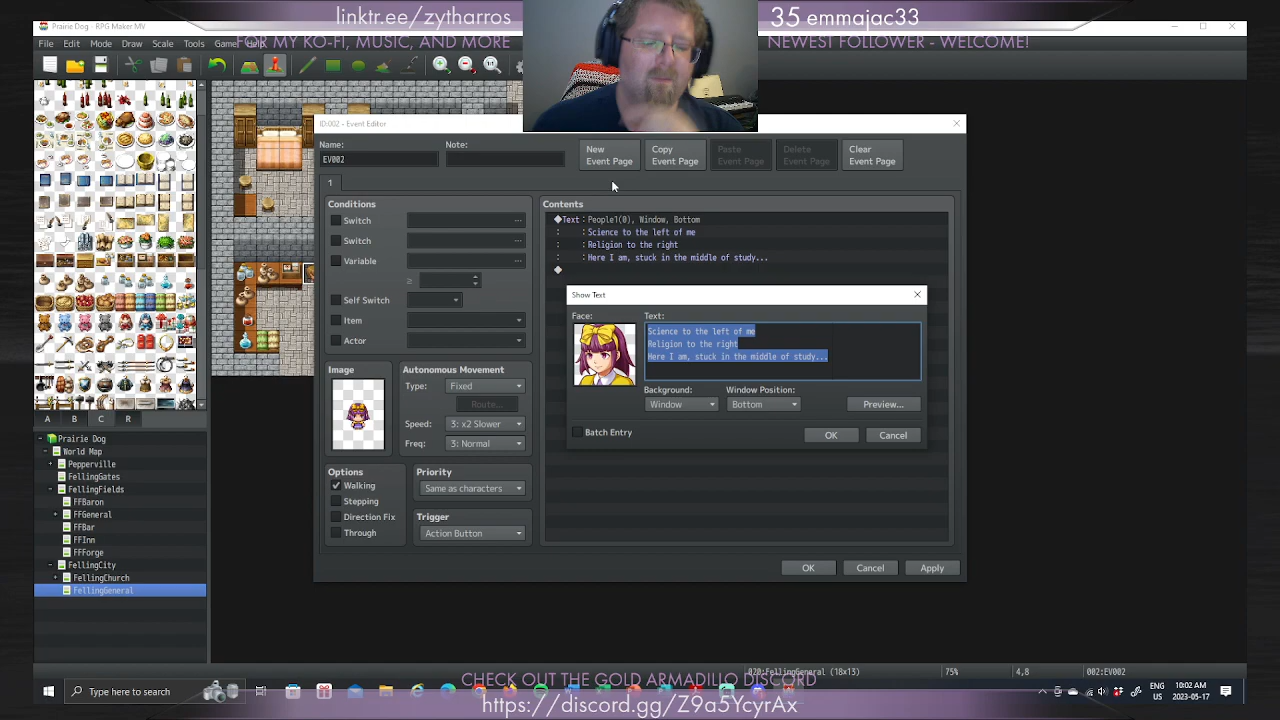 linktr.ee/zytharros
35 emmajac33
Prairie Dog - RPG Maker MV
FOR MY KO-FI, MUSIC, AND MORE
NEWEST FOLLOWER - WELCOME!
File Edit Mode Draw Scale Tools Game Help
ID:002 - Event Editor
Name:
Note:
EV002
New Event Page
Copy Event Page
Paste Event Page
Delete Event Page
Clear Event Page
1
Conditions
Switch
Switch
Variable
≥
Self Switch
Item
Actor
Image
Autonomous Movement
Type: Fixed
Route...
Speed: 3: x2 Slower
Freq: 3: Normal
Options
Walking
Stepping
Direction Fix
Through
Priority
Same as characters
Trigger
Action Button
Contents:
◆Text : People1(0), Window, Bottom
: : Science to the left of me
: : Religion to the right
: : Here I am, stuck in the middle of study...
◆
Show Text
Face:
Text:
Science to the left of me
Religion to the right
Here I am, stuck in the middle of study...
Background:
Window Position:
Window
Bottom
Preview...
Batch Entry
OK
Cancel
OK
Cancel
Apply
A B C R
Prairie Dog
World Map
Pepperville
FellingGates
FellingFields
FFBaron
FFGeneral
FFBar
FFInn
FFForge
FellingCity
FellingChurch
FellingGeneral
020:FellingGeneral (18x13)
75%
4,8
002:EV002
CHECK OUT THE GOLD ARMADILLO DISCORD
Type here to search
ENG
US
10:02 AM
2023-05-17
https://discord.gg/Z9a5YcyrAx